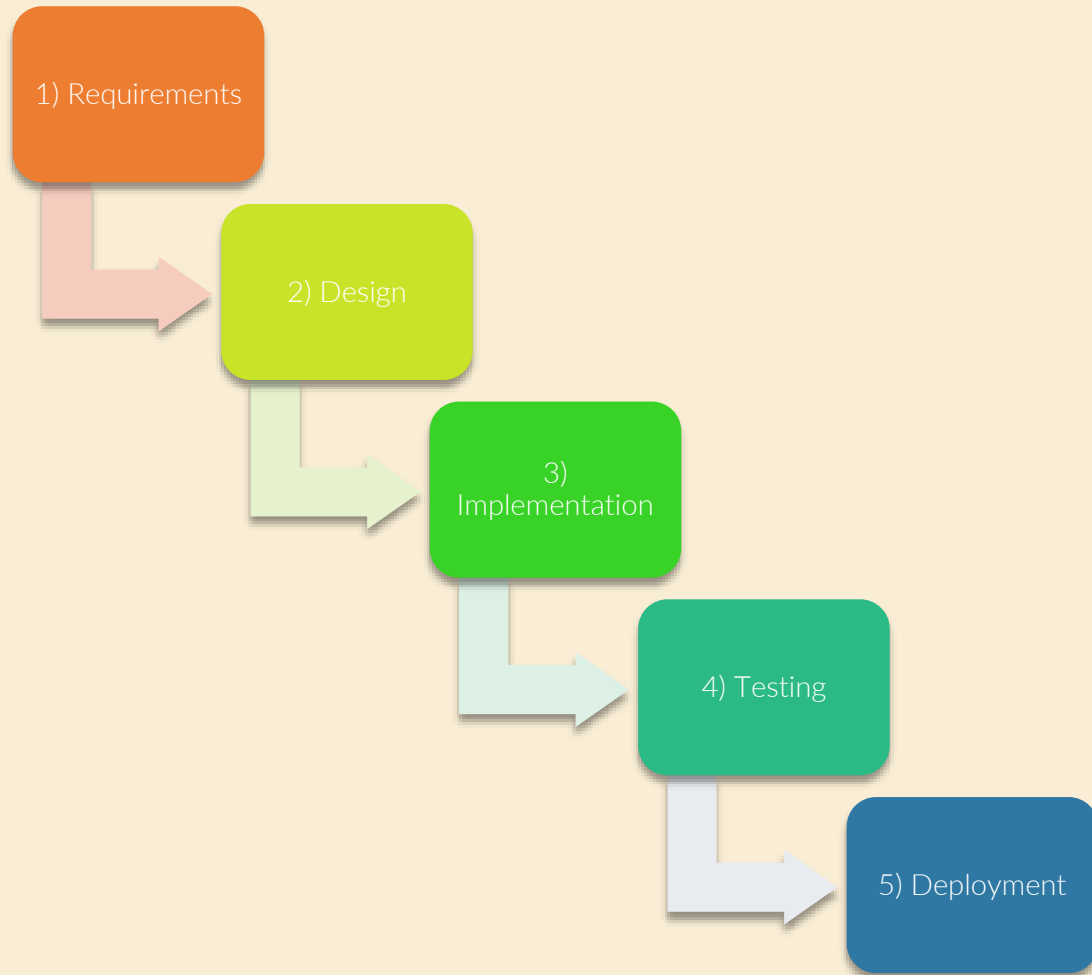 1) Requirements
2) Design
3)
Implementation
4) Testing
5) Deployment